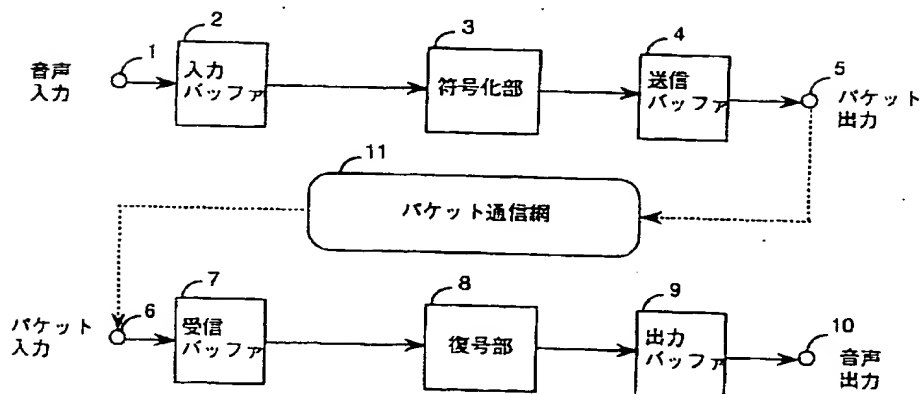 1
音声
入力
2
入力
バッファ
3
符号化部
4
送信
バッファ
5
パケット
出力
11
パケット通信網
パケット
入力
6
7
受信
バッファ
8
復号部
9
出力
バッファ
10
音声
出力